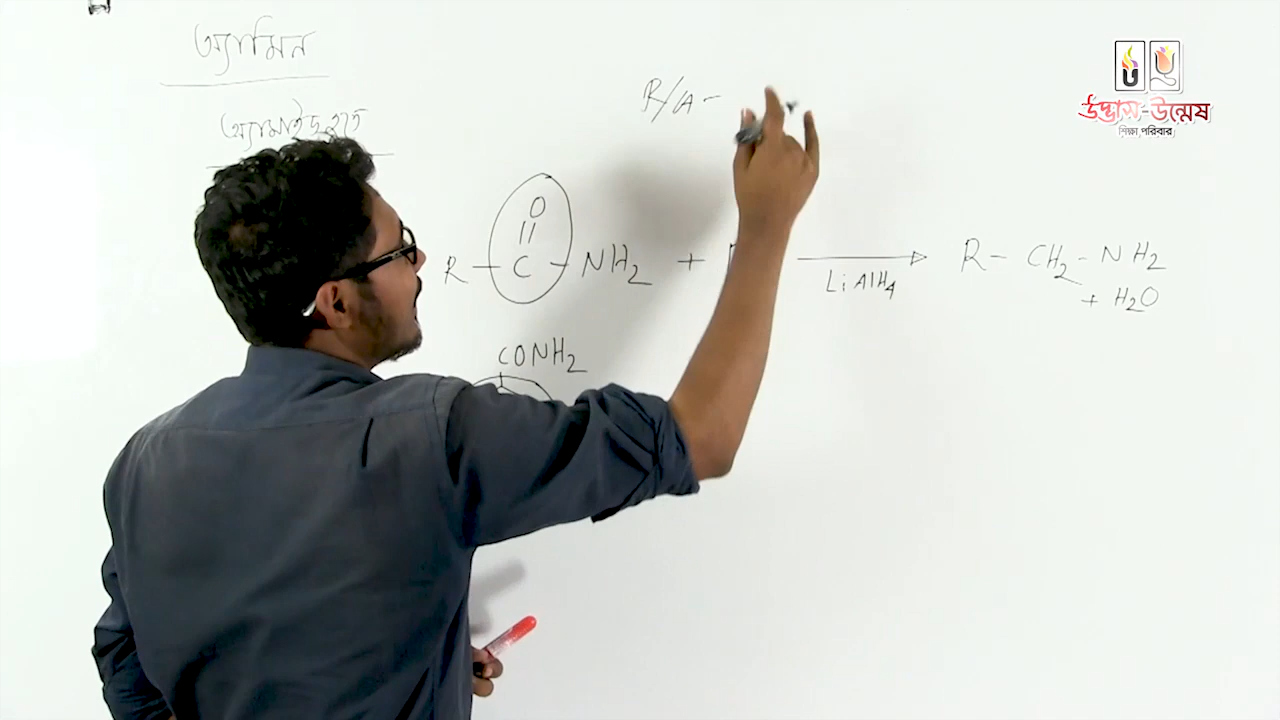 অ্যামিন
অ্যামাইড হতে
R/A -
O
||
R - C - NH₂ + → R - CH₂ - NH₂
LiAlH₄
+ H₂O
CONH₂
উদ্ভাস-উন্মেষ
শিক্ষা পরিবার